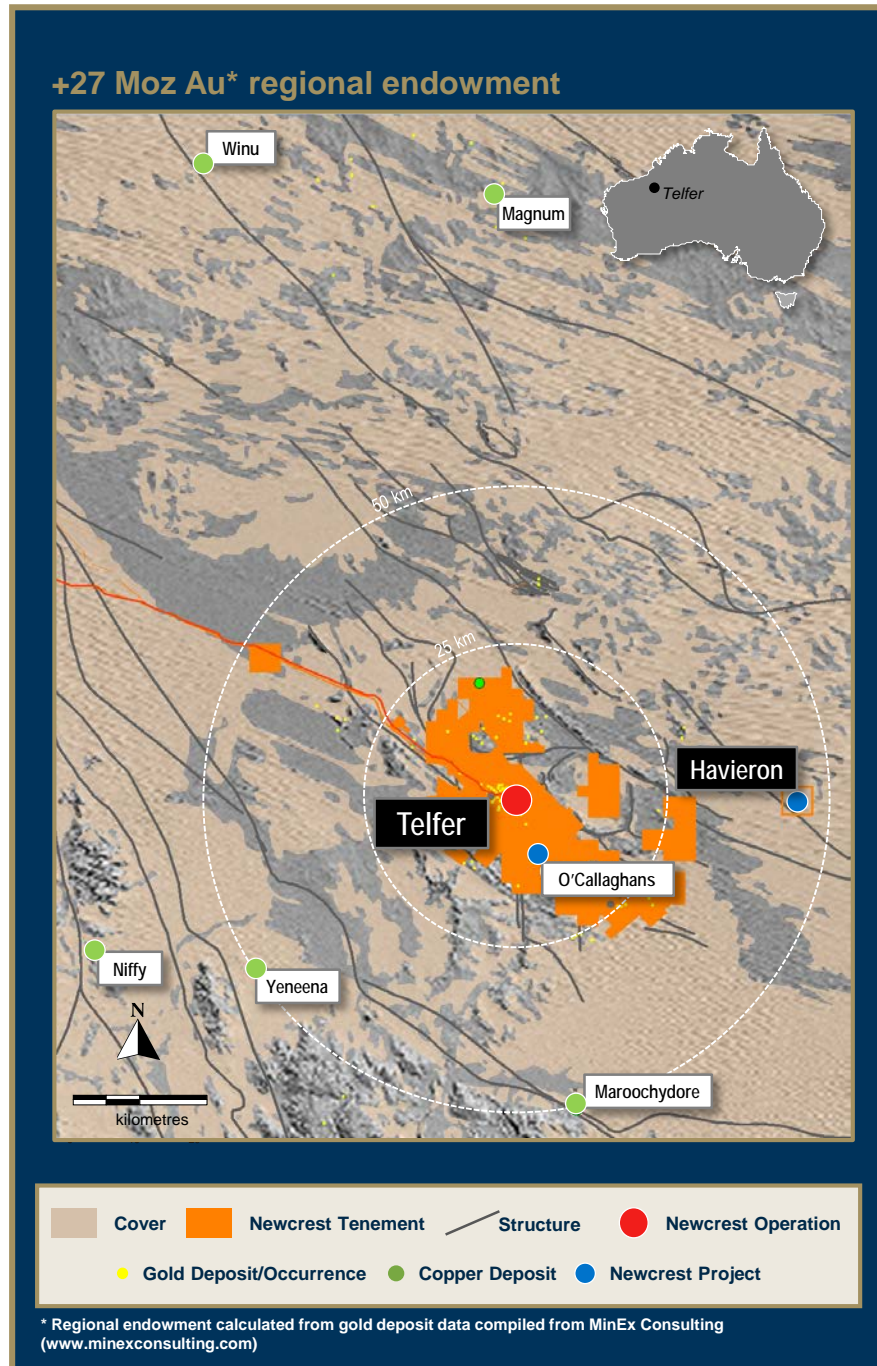 +27 Moz Au* regional endowment
Winu
Magnum
Telfer
50 km
25 km
Havieron
Telfer
O'Callaghans
Niffy
Yeneena
N
Maroochydore
kilometres
Cover Newcrest Tenement Structure Newcrest Operation
Gold Deposit/Occurrence Copper Deposit Newcrest Project
* Regional endowment calculated from gold deposit data compiled from MinEx Consulting
(www.minexconsulting.com)